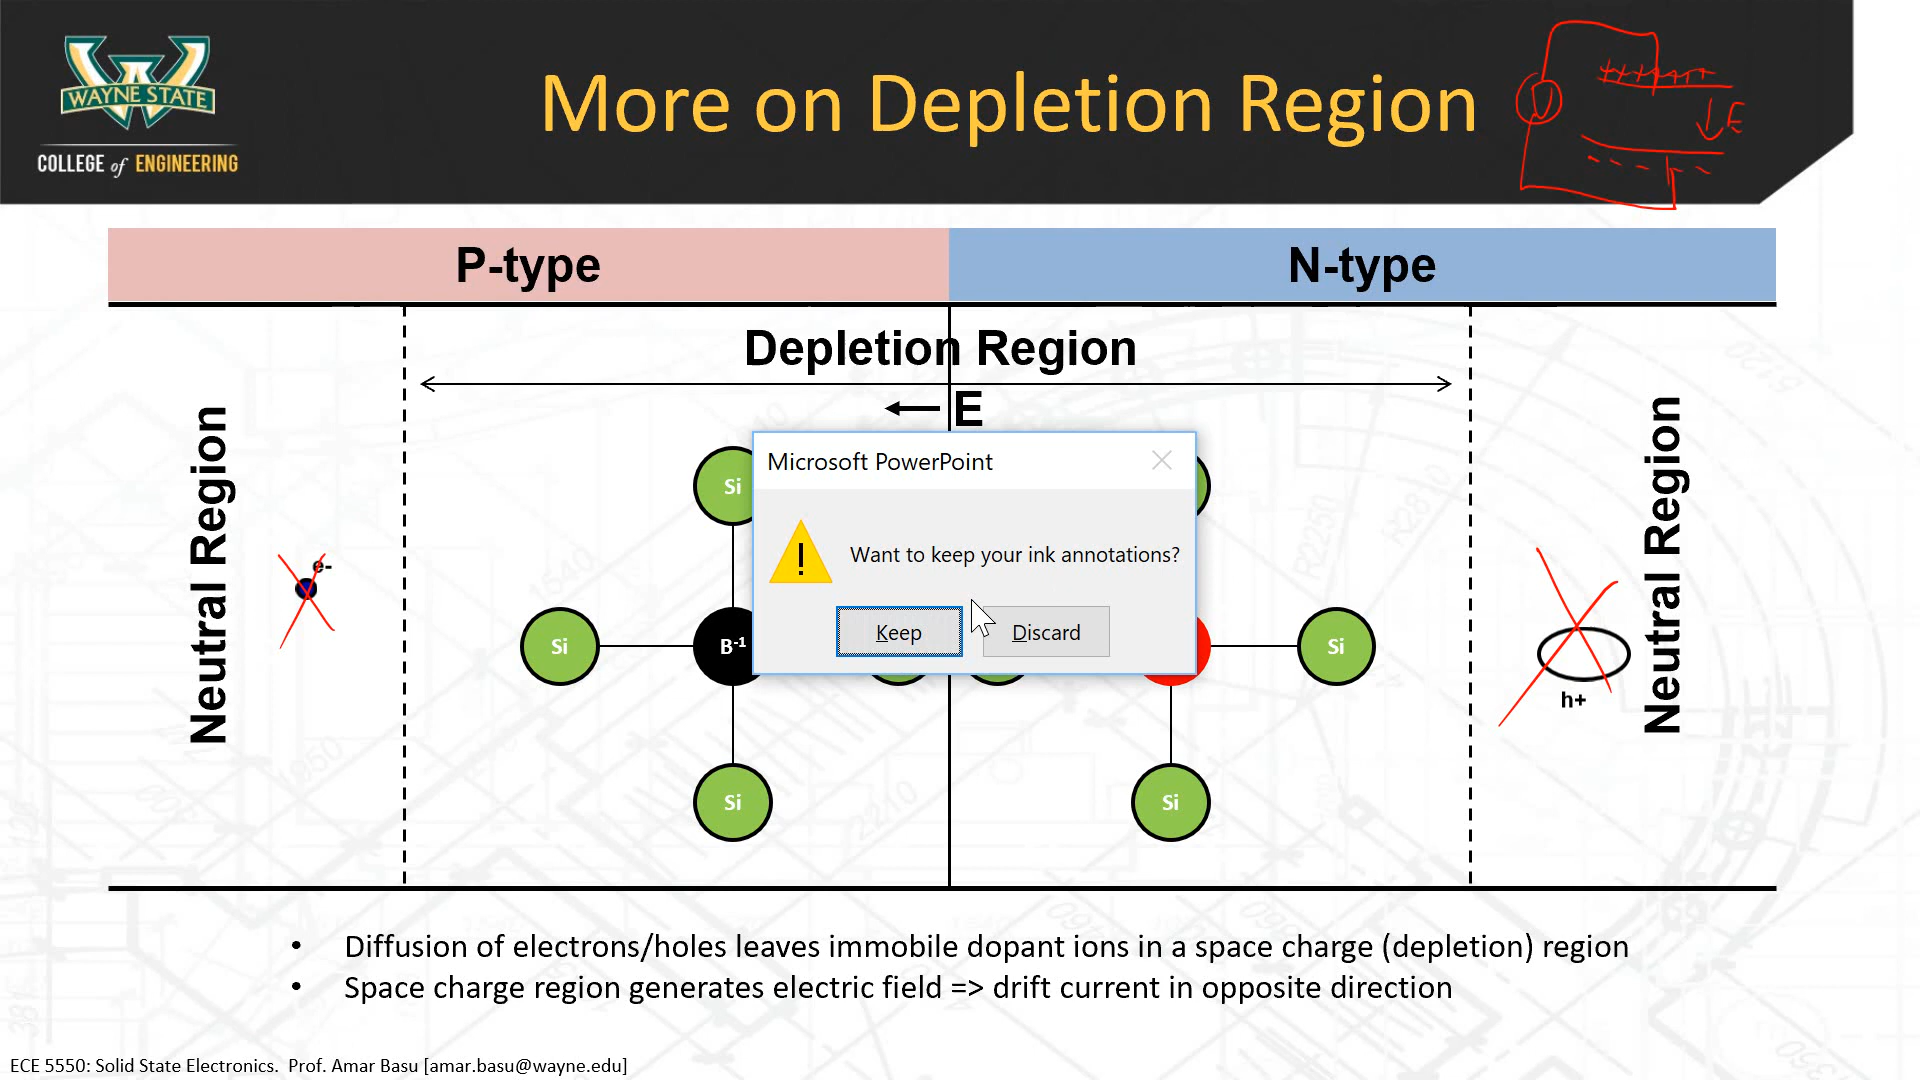 WAYNE STATE
COLLEGE of ENGINEERING
More on Depletion Region
E
P-type
N-type
Depletion Region
E
Neutral Region
e-
Si
Si
B-1
Si
Microsoft PowerPoint
Want to keep your ink annotations?
Keep
Discard
Si
Si
h+
Neutral Region
• Diffusion of electrons/holes leaves immobile dopant ions in a space charge (depletion) region
• Space charge region generates electric field => drift current in opposite direction
ECE 5550: Solid State Electronics. Prof. Amar Basu [amar.basu@wayne.edu]